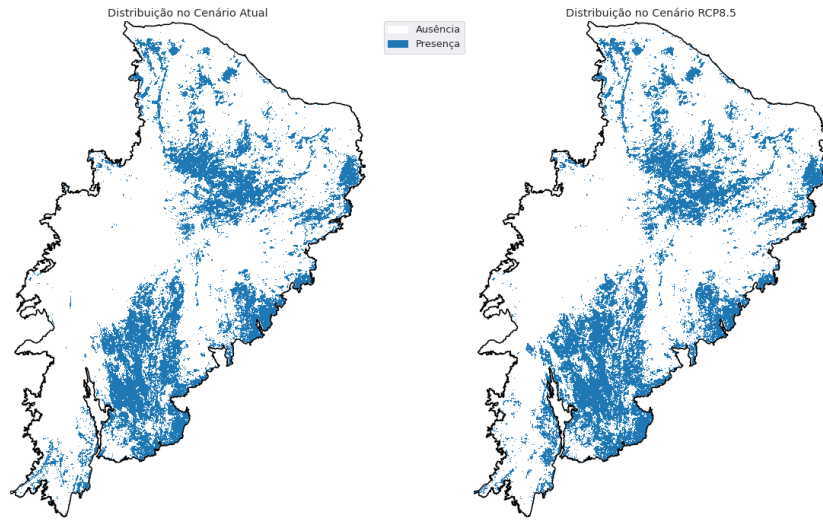 Distribuição no Cenário Atual
Ausência
Presença
Distribuição no Cenário RCP8.5